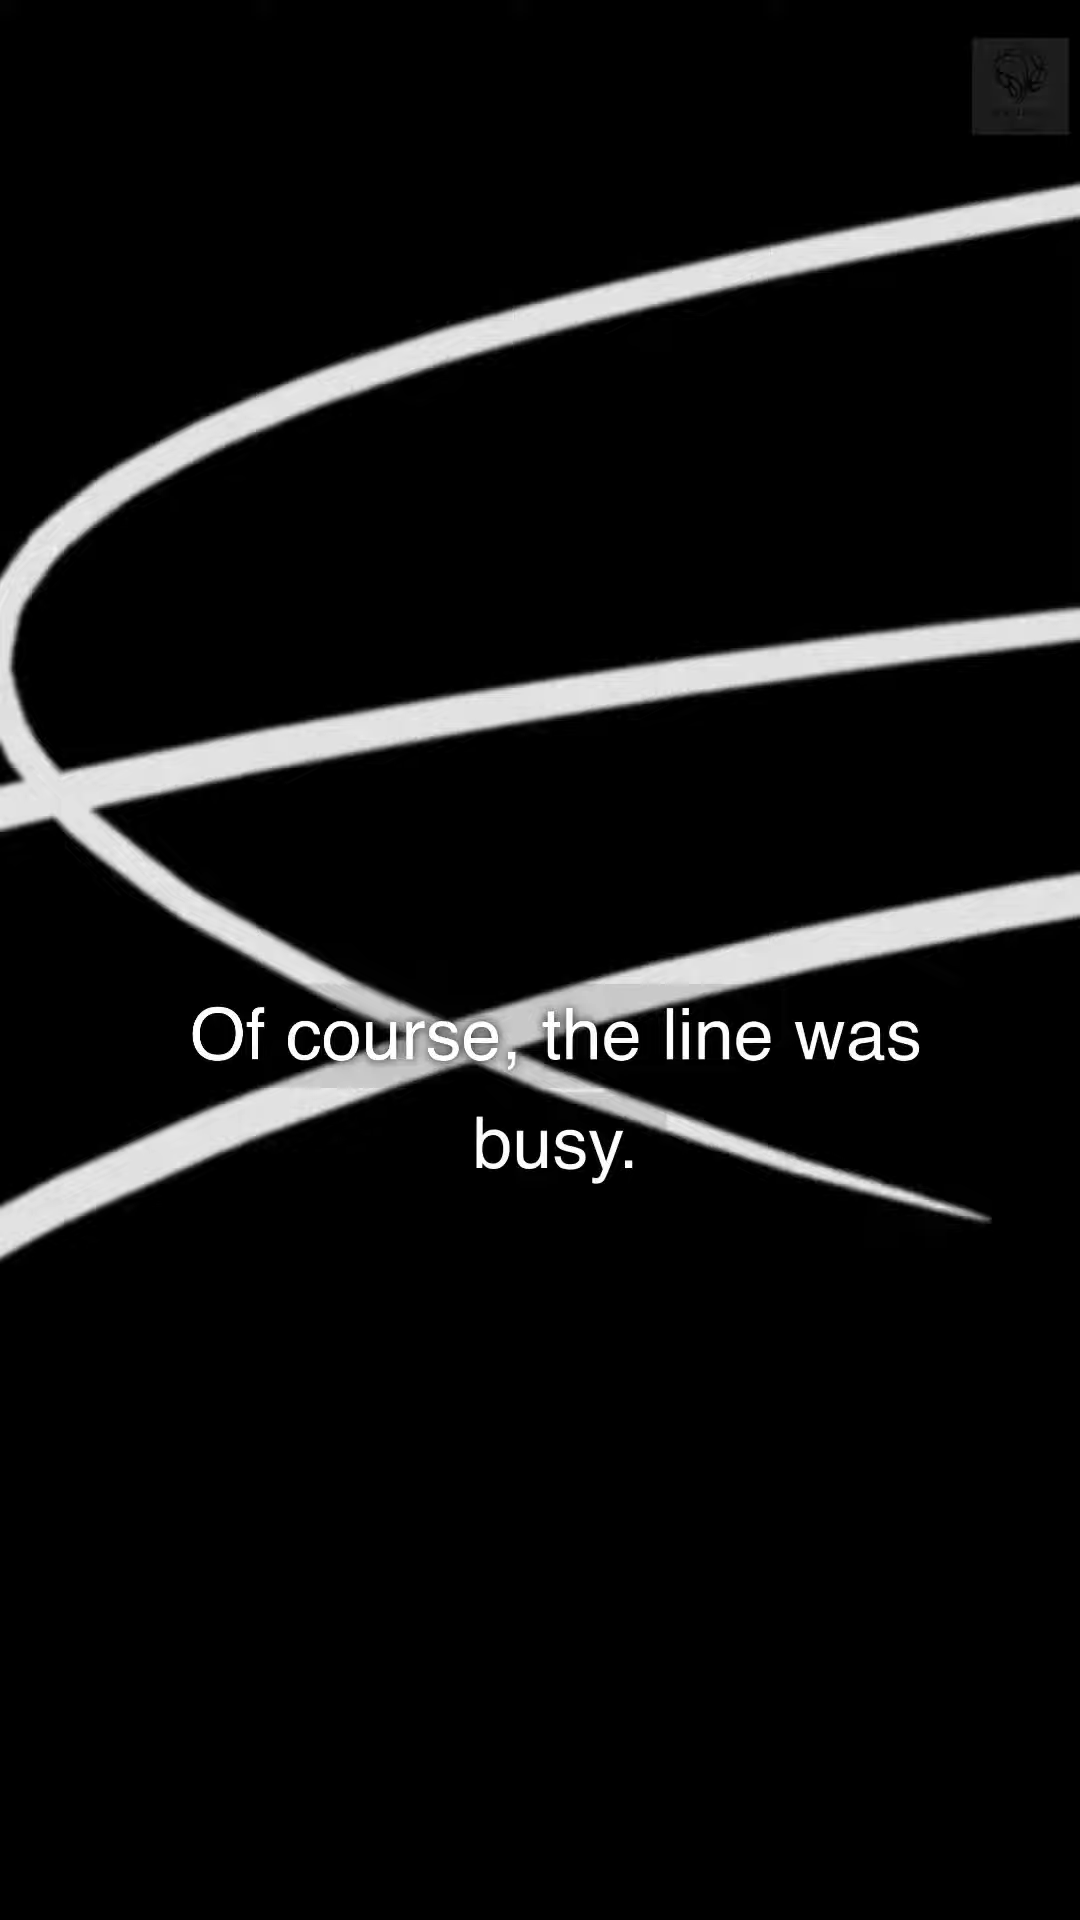 Of course, the line was
busy.